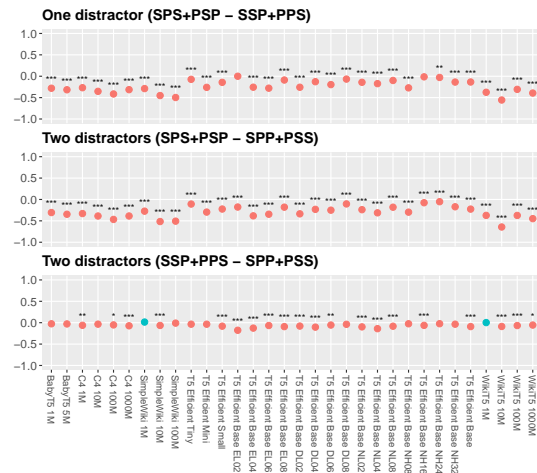 One distractor (SPS+PSP − SSP+PPS)
1.0
0.5
0.0
−0.5
−1.0
*** *** *** *** *** *** *** *** *** *** *** *** *** *** *** *** *** *** *** *** *** *** *** ** *** *** *** *** *** ***
Two distractors (SPS+PSP − SPP+PSS)
1.0
0.5
0.0
−0.5
−1.0
*** *** *** *** *** *** *** *** *** *** *** *** *** *** *** *** *** *** *** *** *** *** *** *** *** *** *** *** *** *** *** ***
Two distractors (SSP+PPS − SPP+PSS)
1.0
0.5
0.0
−0.5
−1.0
** * *** *** *** *** *** *** *** *** *** ** *** *** *** *** *** *** *** *
BabyT5 1M
BabyT5 5M
C4 1M
C4 10M
C4 100M
C4 1000M
SimpleWiki 1M
SimpleWiki 10M
SimpleWiki 100M
T5 Efficient Tiny
T5 Efficient Mini
T5 Efficient Small
T5 Efficient Base EL02
T5 Efficient Base EL04
T5 Efficient Base EL06
T5 Efficient Base EL08
T5 Efficient Base DL02
T5 Efficient Base DL04
T5 Efficient Base DL06
T5 Efficient Base DL08
T5 Efficient Base NL02
T5 Efficient Base NL04
T5 Efficient Base NL08
T5 Efficient Base NH08
T5 Efficient Base NH16
T5 Efficient Base NH24
T5 Efficient Base NH32
T5 Efficient Base
WikiT5 1M
WikiT5 10M
WikiT5 100M
WikiT5 1000M